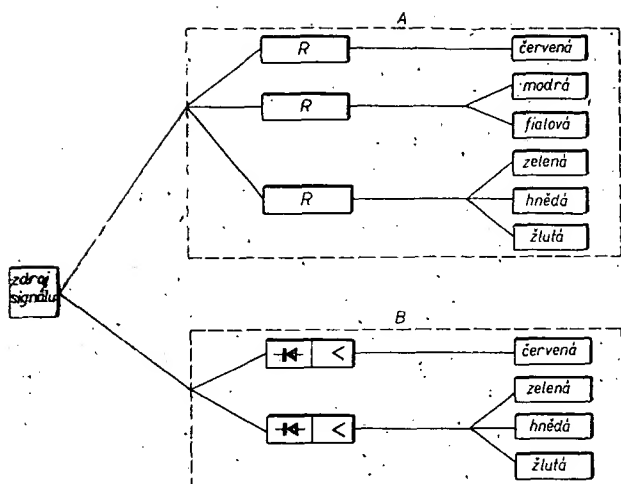 A
R
červená
R
modrá
fialová
R
zelená
hnědá
žlutá
zdroj
signálu
B
<
červená
zelená
<
hnědá
žlutá